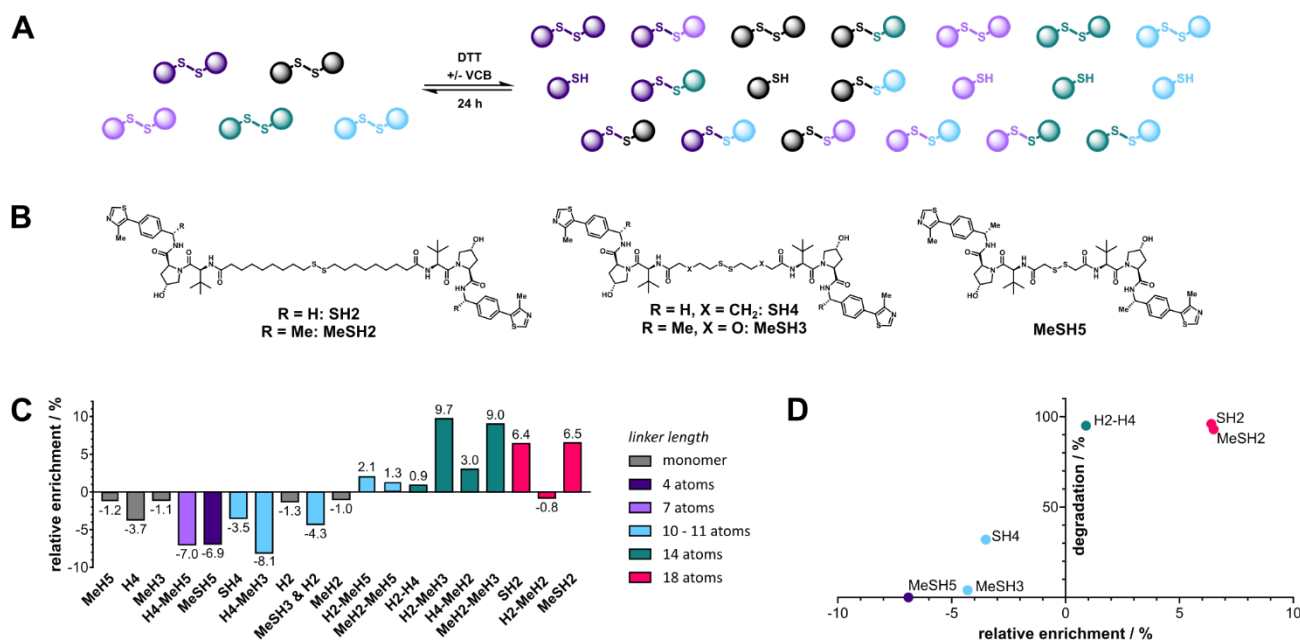 A
DTT
+/- VCB
24 h
S S
S S
S S
S S
S S
S S
S S
S S
S S
S S
S S
S S
SH
S S
SH
S S
SH
SH
SH
S S
S S
S S
S S
S S
S S
B
R = H: SH2
R = Me: MeSH2
R = H, X = CH₂: SH4
R = Me, X = O: MeSH3
MeSH5
C
relative enrichment / %
10
5
0
-5
-10
-1.2
-3.7
-1.1
-7.0
-6.9
-3.5
-8.1
-1.3
-4.3
-1.0
2.1
1.3
0.9
9.7
3.0
9.0
6.4
-0.8
6.5
MeH5
H4
MeH3
H4-MeH5
MeSH5
SH4
H4-MeH3
H2
MeSH3 & H2
MeH2
H2-MeH5
MeH2-MeH5
H2-H4
H2-MeH3
H4-MeH2
MeH2-MeH3
SH2
H2-MeH2
MeSH2
linker length
monomer
4 atoms
7 atoms
10 - 11 atoms
14 atoms
18 atoms
D
degradation / %
100
50
H2-H4
SH2
MeSH2
SH4
MeSH5
MeSH3
-10
-5
0
5
10
relative enrichment / %